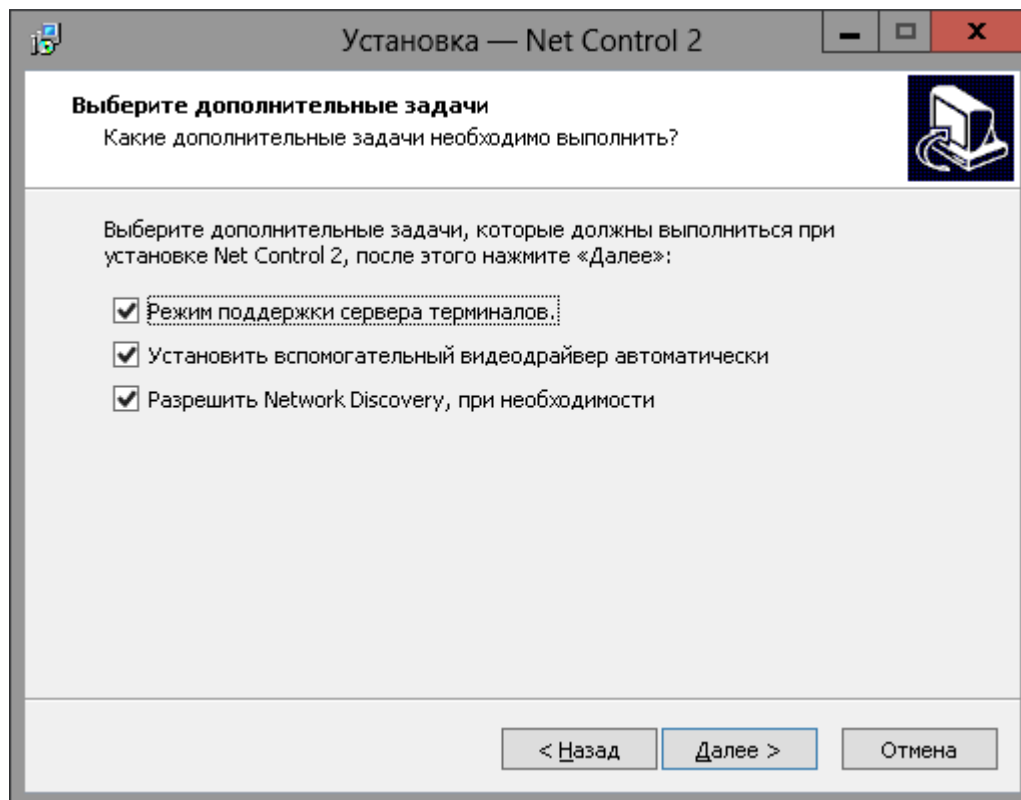 Установка — Net Control 2
Выберите дополнительные задачи
Какие дополнительные задачи необходимо выполнить?
Выберите дополнительные задачи, которые должны выполниться при
установке Net Control 2, после этого нажмите «Далее»:
Режим поддержки сервера терминалов.
Установить вспомогательный видеодрайвер автоматически
Разрешить Network Discovery, при необходимости
< Назад
Далее >
Отмена